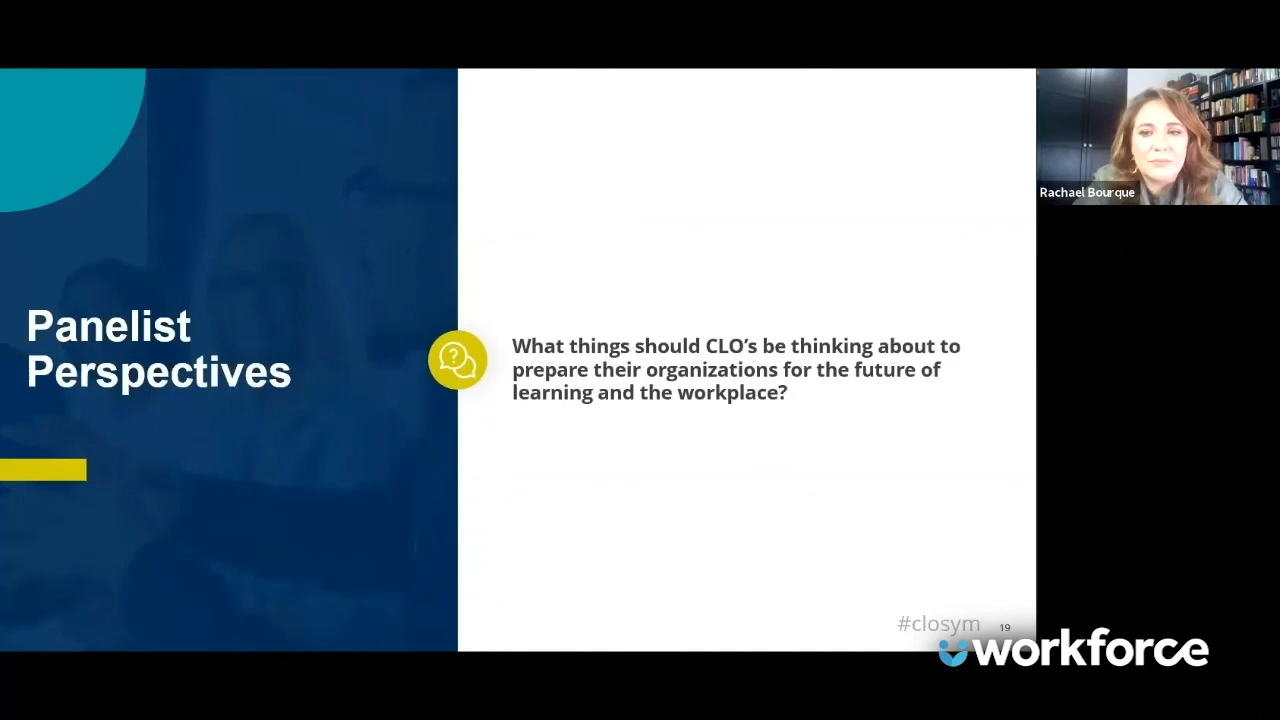 Panelist
Perspectives
?
What things should CLO’s be thinking about to
prepare their organizations for the future of
learning and the workplace?
Rachael Bourque
#closym
19
workforce